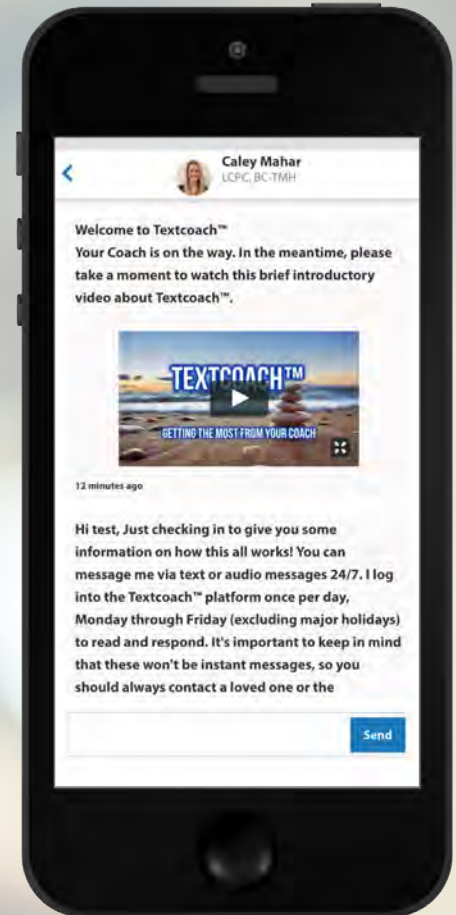 Caley Mahar
LCPC, BC-TMH
Welcome to Textcoach™
Your Coach is on the way. In the meantime, please
take a moment to watch this brief introductory
video about Textcoach™.
TEXTCOACH™
GETTING THE MOST FROM YOUR COACH
12 minutes ago
Hi test, Just checking in to give you some
information on how this all works! You can
message me via text or audio messages 24/7. I log
into the Textcoach™ platform once per day,
Monday through Friday (excluding major holidays)
to read and respond. It's important to keep in mind
that these won't be instant messages, so you
should always contact a loved one or the
Send